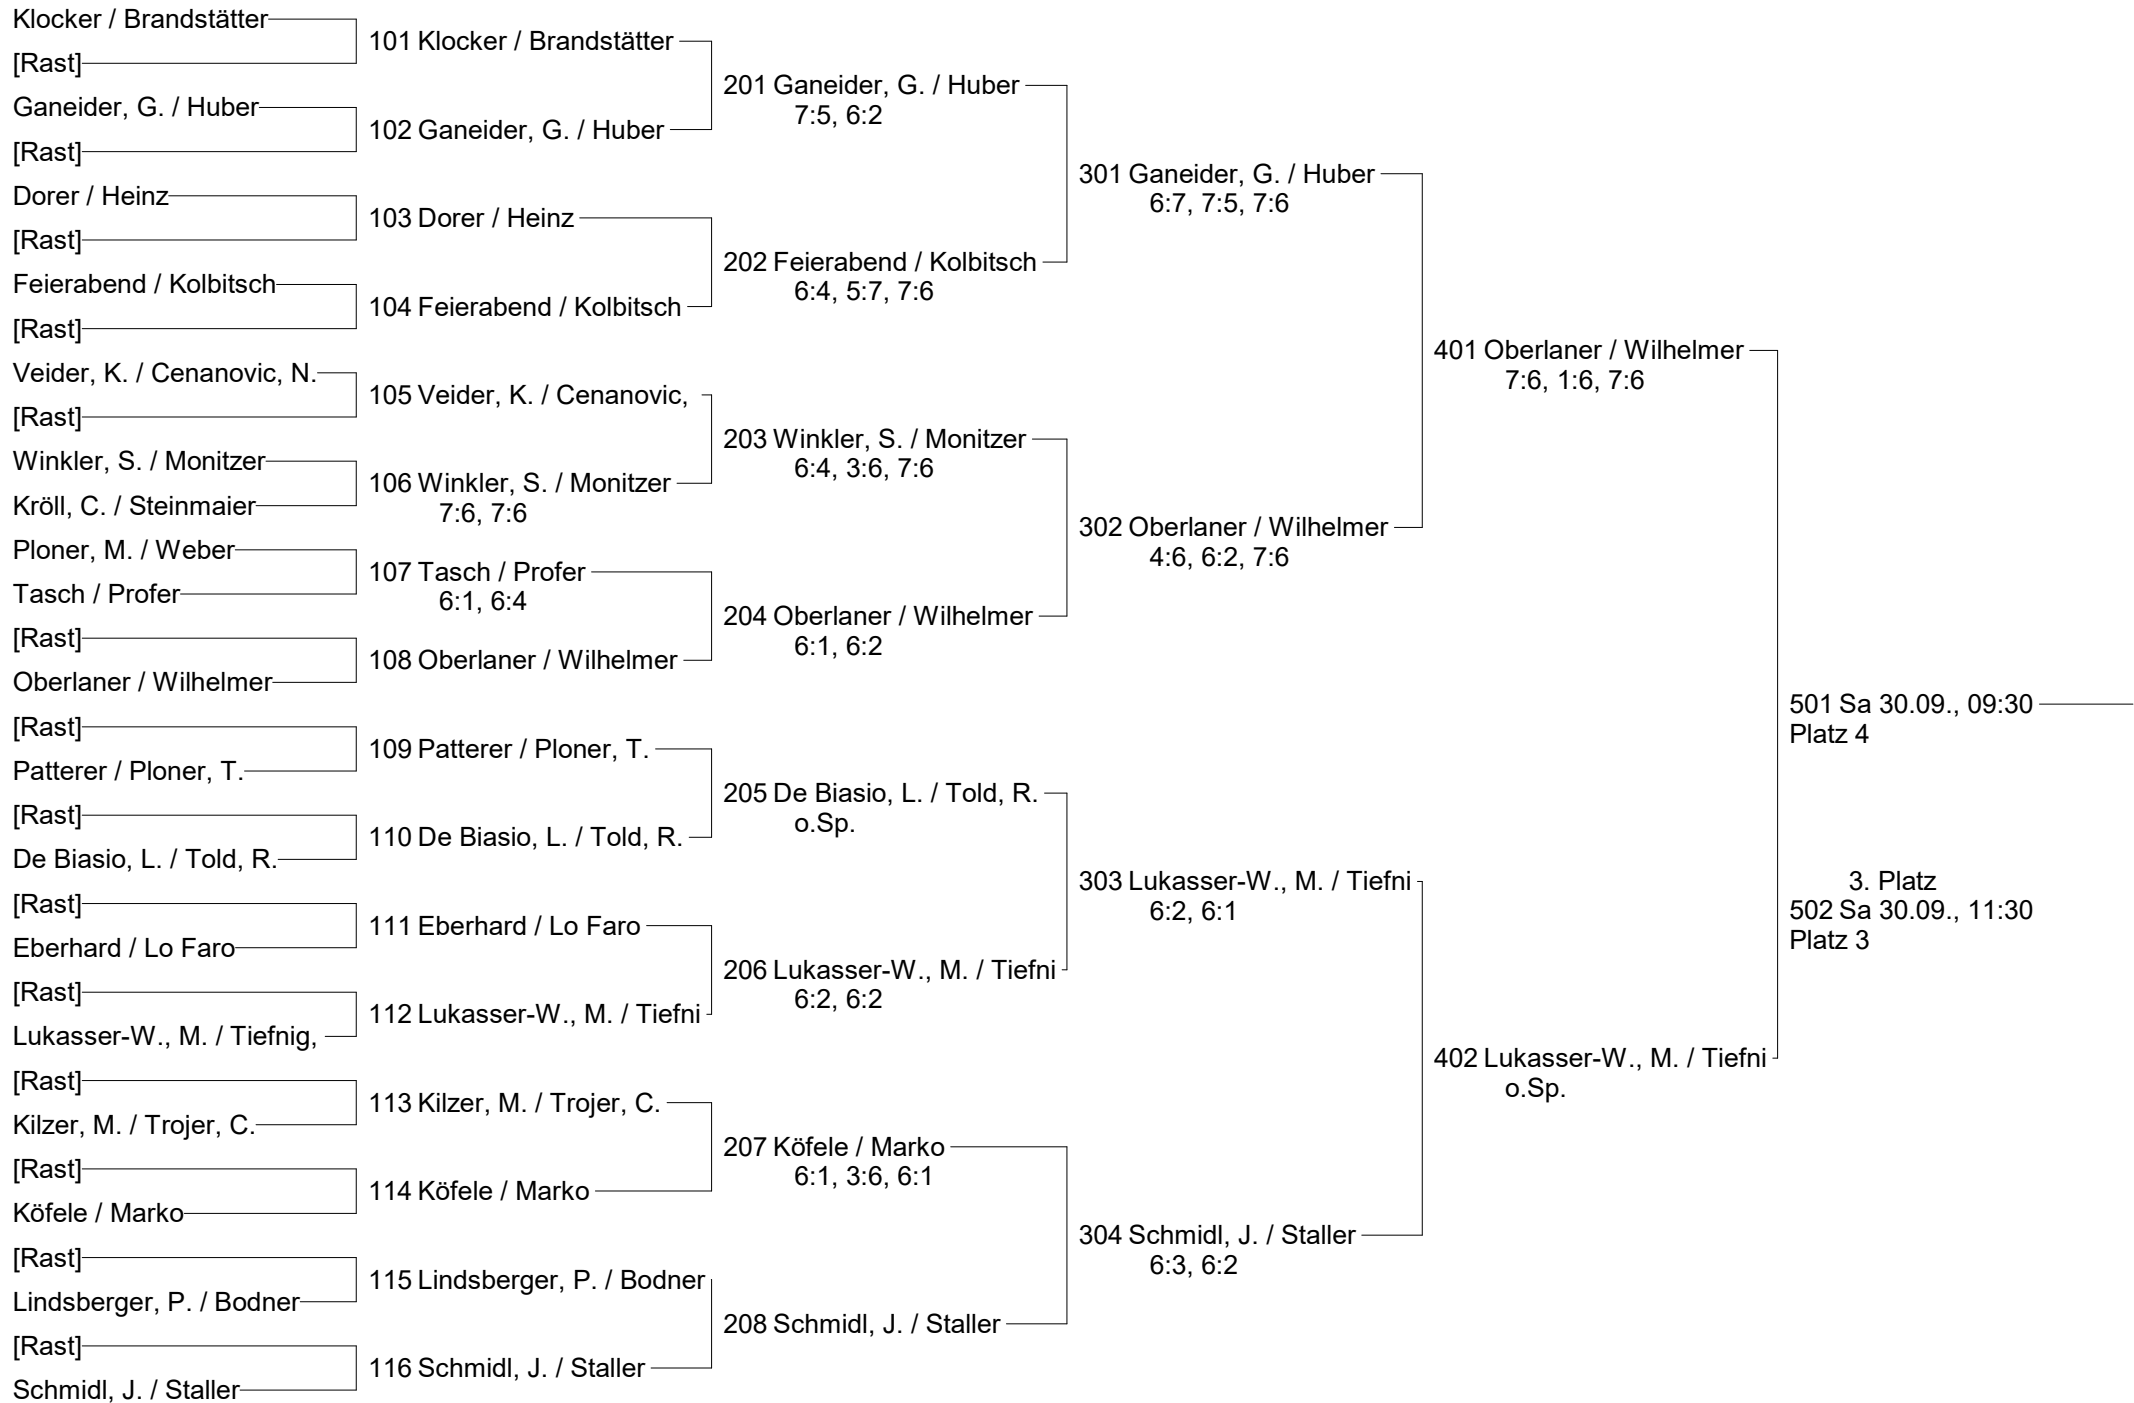 Klocker / Brandstätter
[Rast]
Ganeider, G. / Huber
[Rast]
Dorer / Heinz
[Rast]
Feierabend / Kolbitsch
[Rast]
Veider, K. / Cenanovic, N.
[Rast]
Winkler, S. / Monitzer
Kröll, C. / Steinmaier
Ploner, M. / Weber
Tasch / Profer
[Rast]
Oberlaner / Wilhelmer
[Rast]
Patterer / Ploner, T.
[Rast]
De Biasio, L. / Told, R.
[Rast]
Eberhard / Lo Faro
[Rast]
Lukasser-W., M. / Tiefnig,
[Rast]
Kilzer, M. / Trojer, C.
[Rast]
Köfele / Marko
[Rast]
Lindsberger, P. / Bodner
[Rast]
Schmidl, J. / Staller
101 Klocker / Brandstätter
102 Ganeider, G. / Huber
103 Dorer / Heinz
104 Feierabend / Kolbitsch
105 Veider, K. / Cenanovic,
106 Winkler, S. / Monitzer
7:6, 7:6
107 Tasch / Profer
6:1, 6:4
108 Oberlaner / Wilhelmer
109 Patterer / Ploner, T.
110 De Biasio, L. / Told, R.
111 Eberhard / Lo Faro
112 Lukasser-W., M. / Tiefni
113 Kilzer, M. / Trojer, C.
114 Köfele / Marko
115 Lindsberger, P. / Bodner
116 Schmidl, J. / Staller
201 Ganeider, G. / Huber
7:5, 6:2
202 Feierabend / Kolbitsch
6:4, 5:7, 7:6
203 Winkler, S. / Monitzer
6:4, 3:6, 7:6
204 Oberlaner / Wilhelmer
6:1, 6:2
205 De Biasio, L. / Told, R.
o.Sp.
206 Lukasser-W., M. / Tiefni
6:2, 6:2
207 Köfele / Marko
6:1, 3:6, 6:1
208 Schmidl, J. / Staller
301 Ganeider, G. / Huber
6:7, 7:5, 7:6
302 Oberlaner / Wilhelmer
4:6, 6:2, 7:6
303 Lukasser-W., M. / Tiefni
6:2, 6:1
304 Schmidl, J. / Staller
6:3, 6:2
401 Oberlaner / Wilhelmer
7:6, 1:6, 7:6
402 Lukasser-W., M. / Tiefni
o.Sp.
501 Sa 30.09., 09:30
Platz 4
3. Platz
502 Sa 30.09., 11:30
Platz 3